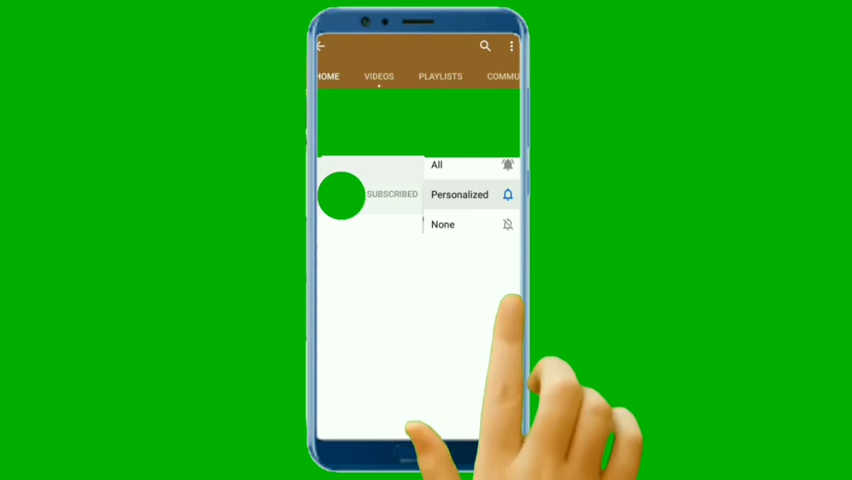 HOME VIDEOS PLAYLISTS COMMU
All
SUBSCRIBED Personalized
None